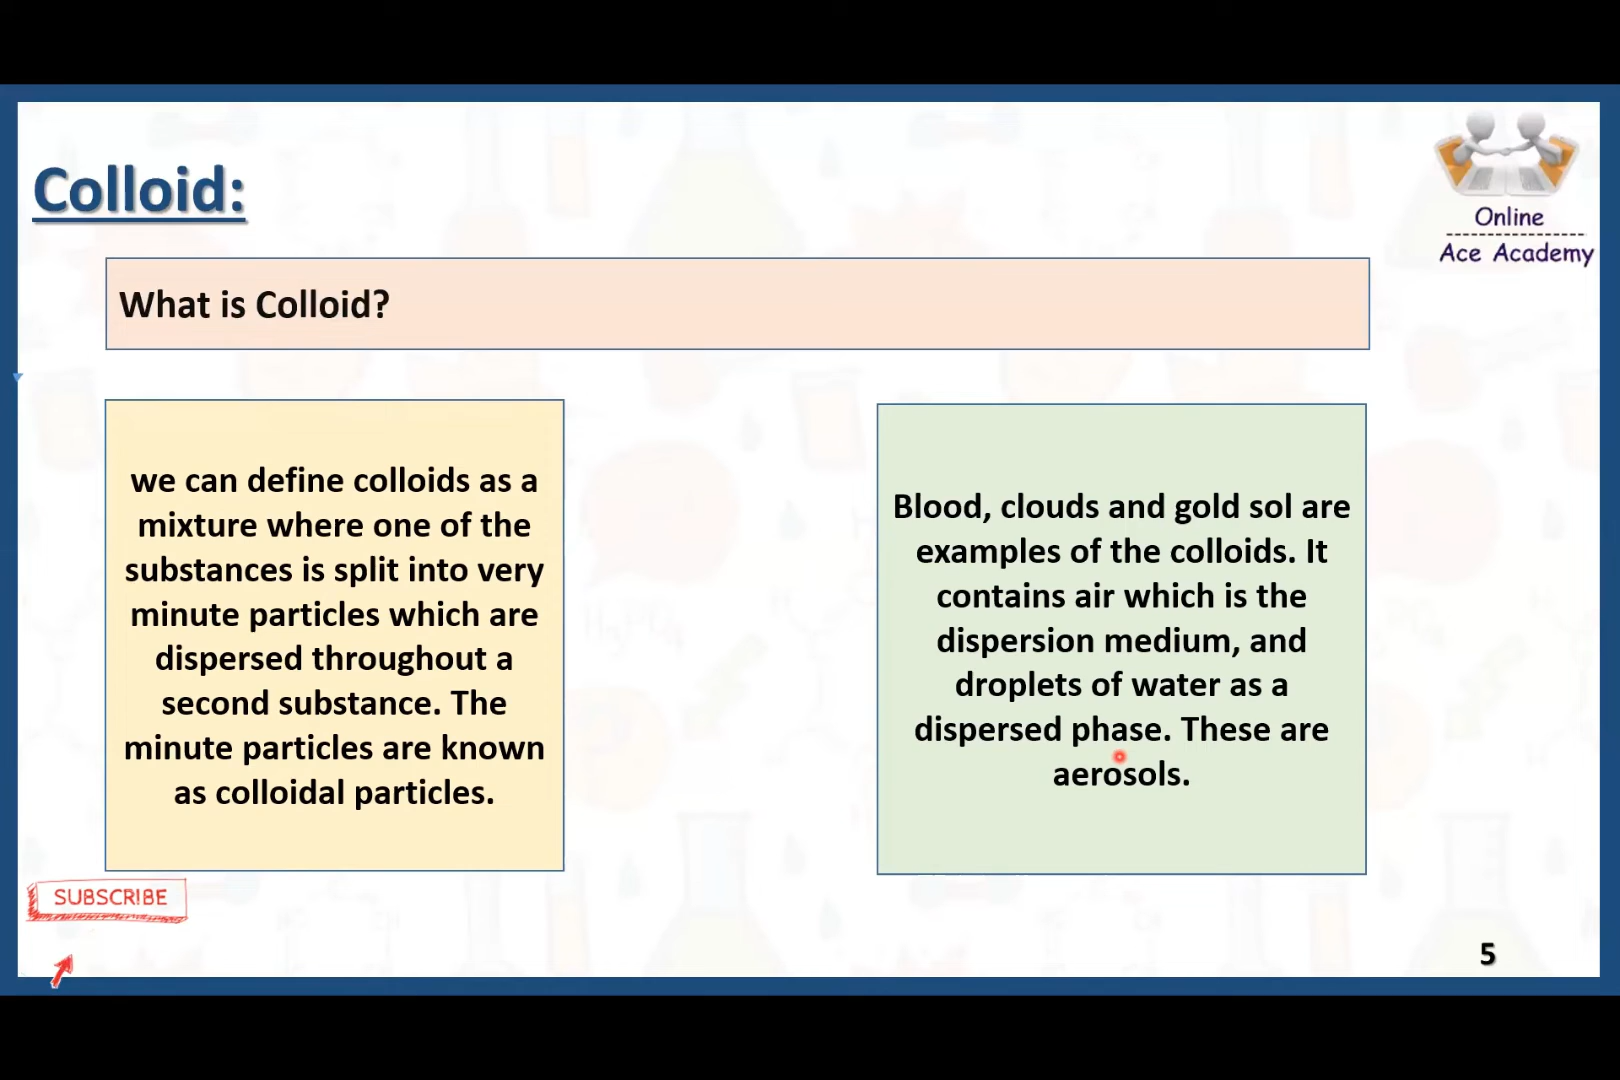 Colloid:
Online
Ace Academy
What is Colloid?
we can define colloids as a
mixture where one of the
substances is split into very
minute particles which are
dispersed throughout a
second substance. The
minute particles are known
as colloidal particles.
Blood, clouds and gold sol are
examples of the colloids. It
contains air which is the
dispersion medium, and
droplets of water as a
dispersed phase. These are
aerosols.
SUBSCRIBE
5